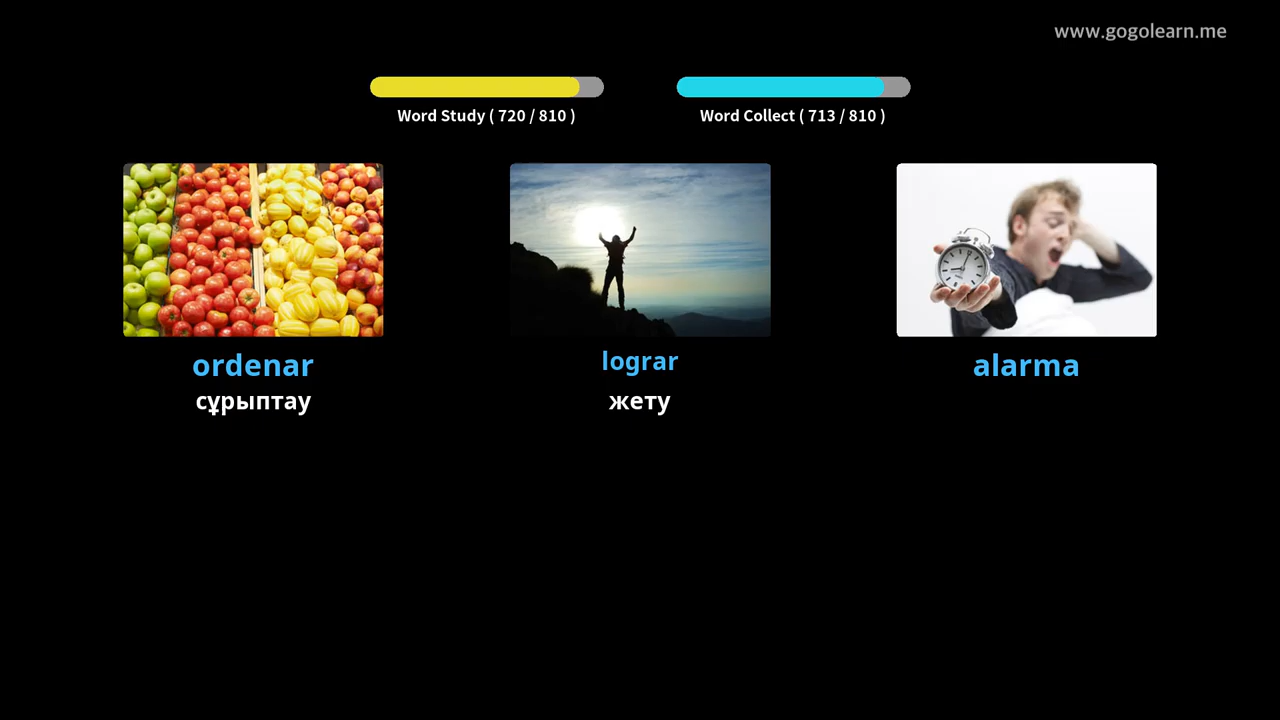 www.gogolearn.me
Word Study ( 720 / 810 )
Word Collect ( 713 / 810 )
ordenar
сұрыптау
lograr
жету
alarma